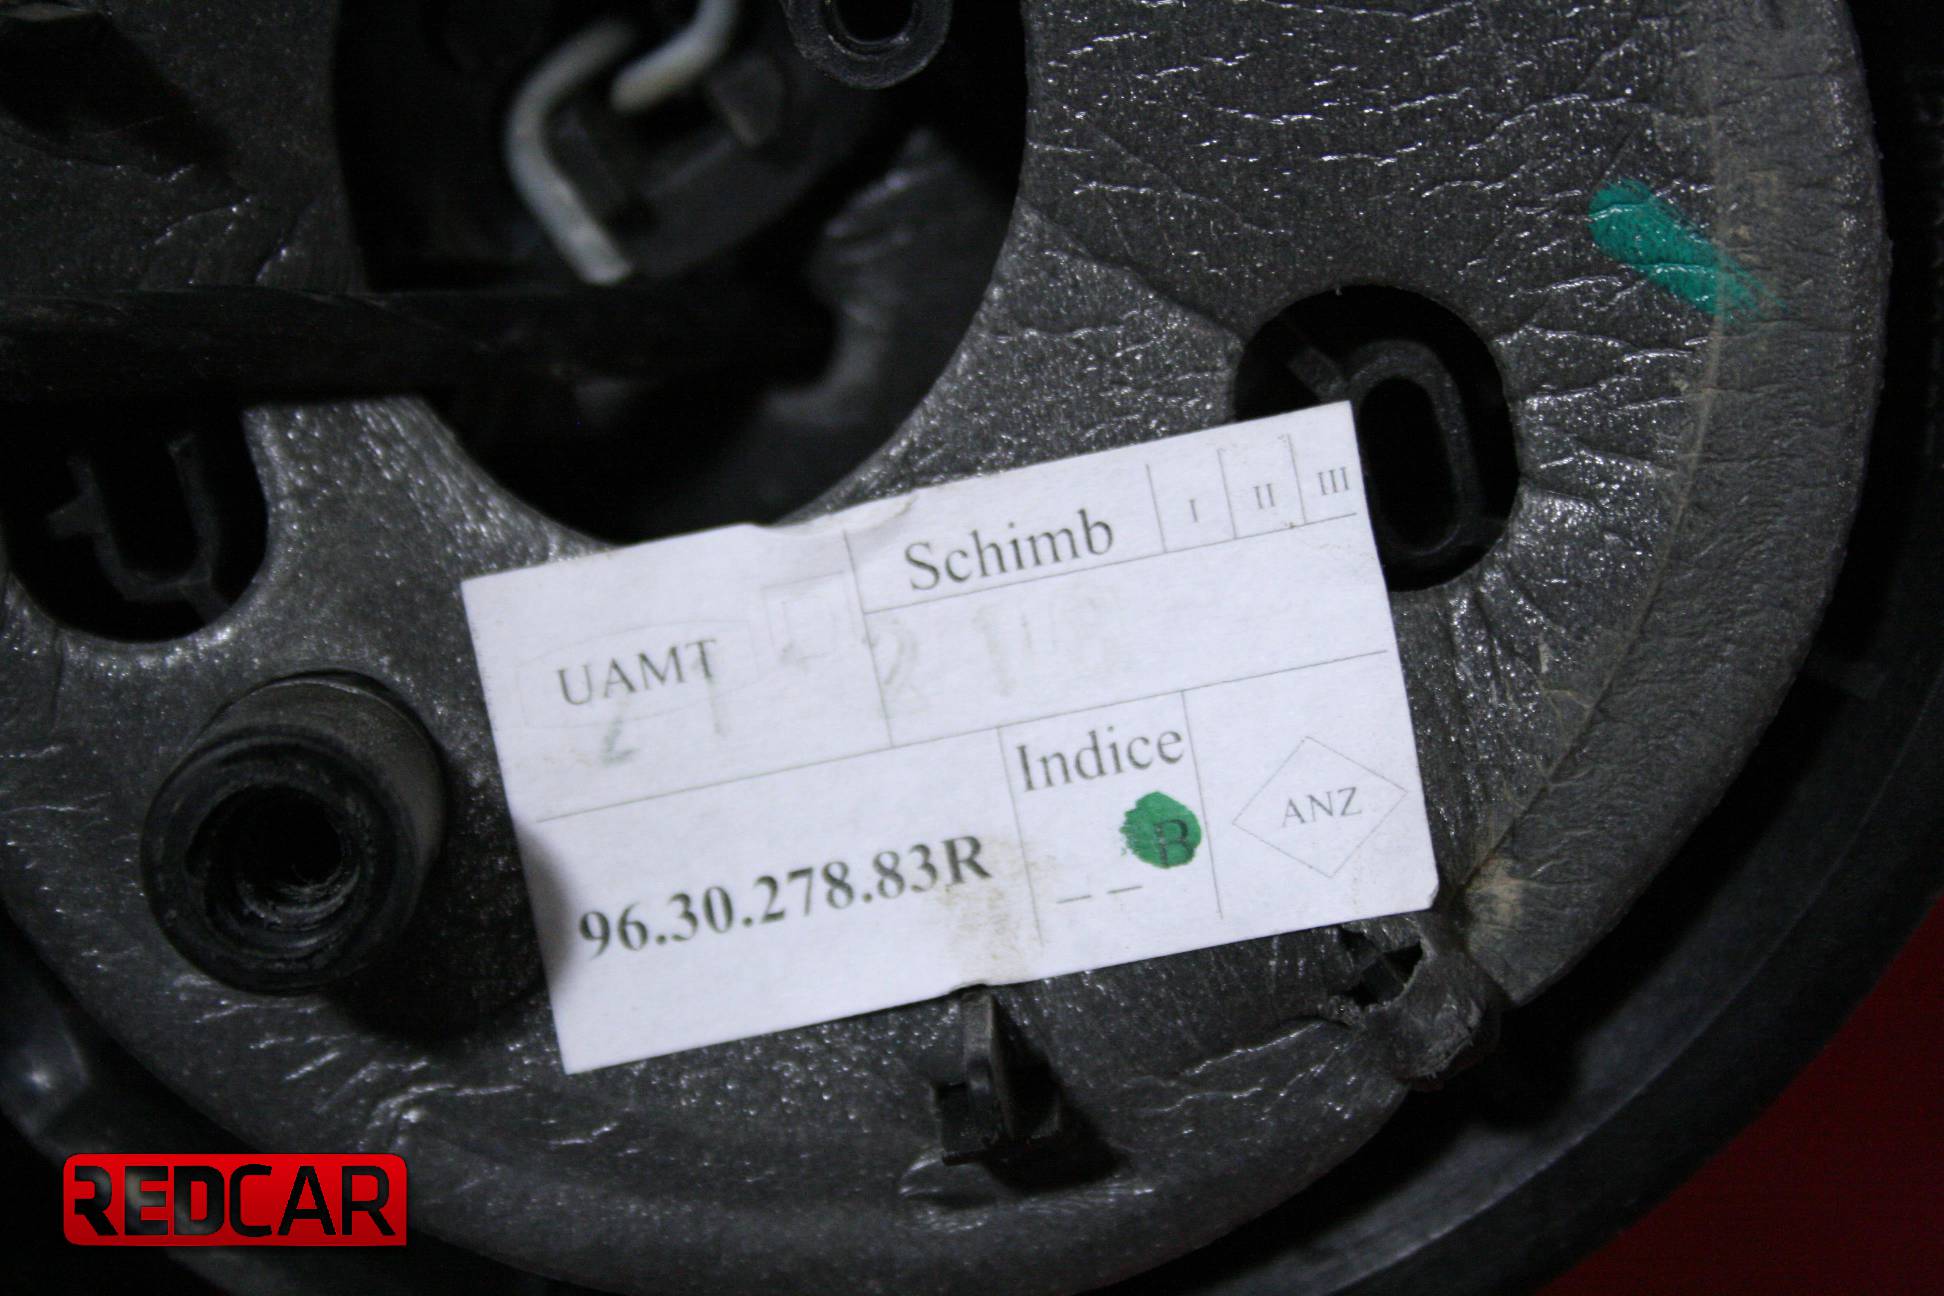 Schimb I II III
UAMT
Indice
96.30.278.83R
B
ANZ
REDCAR